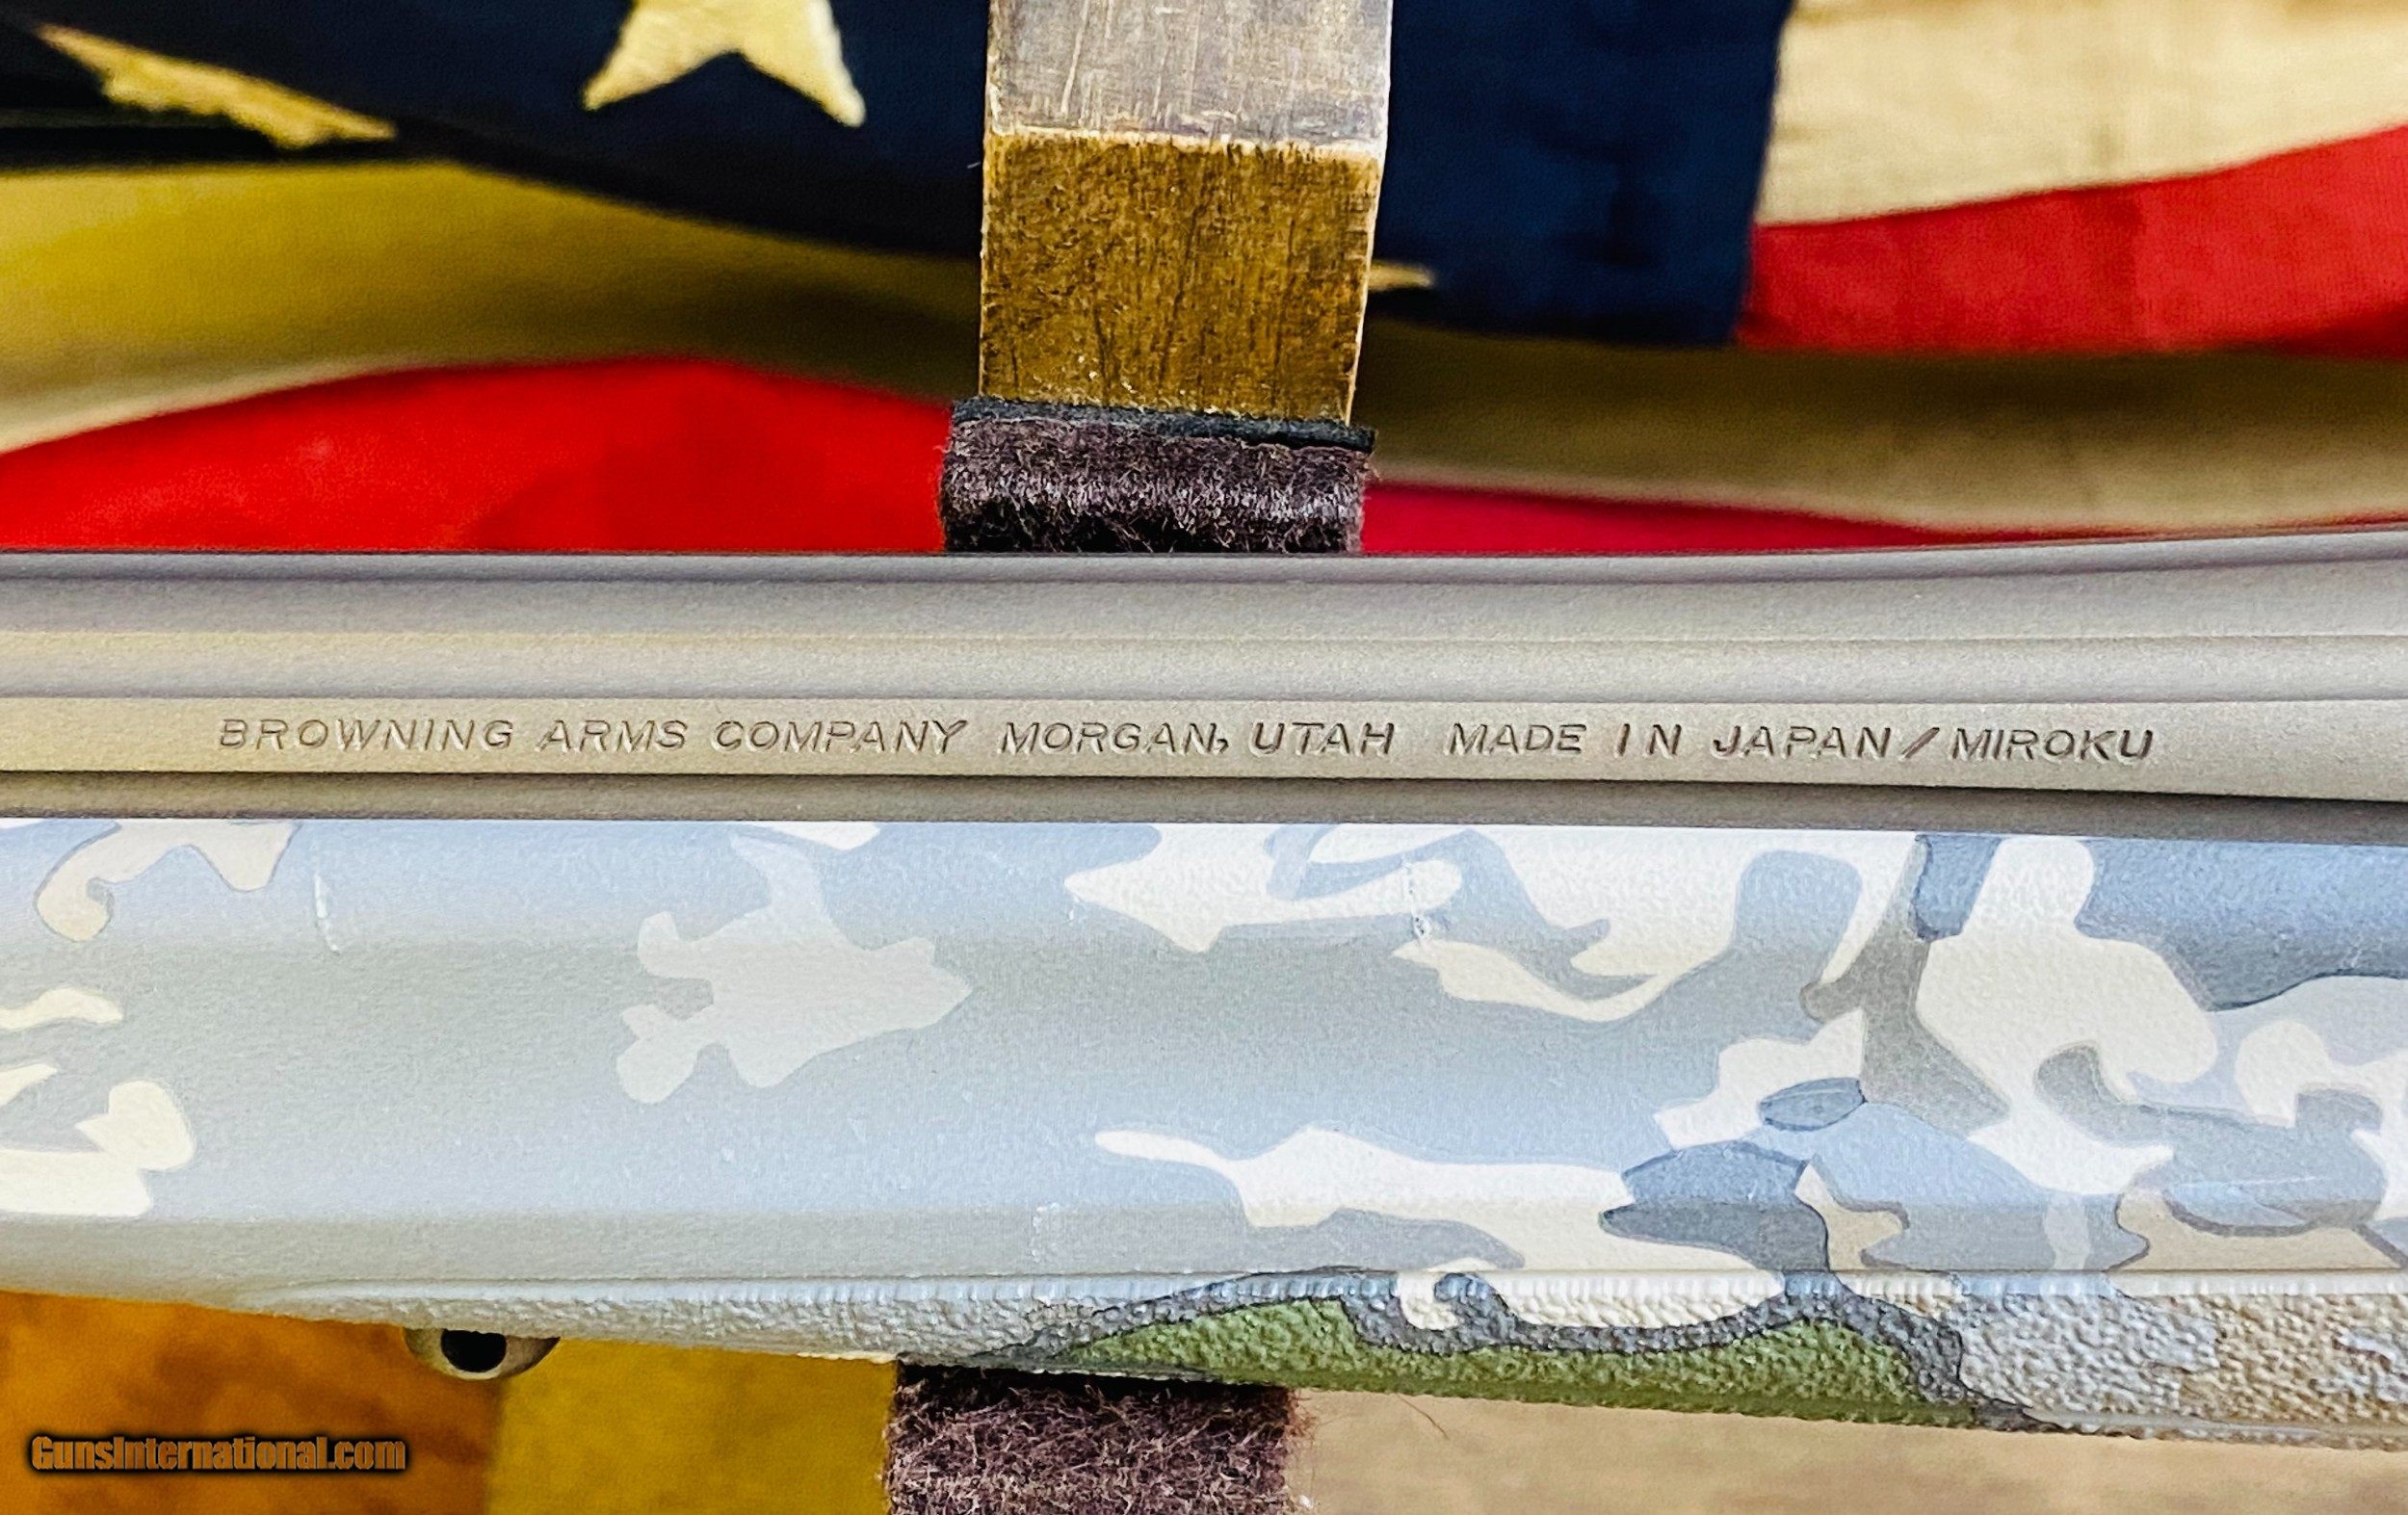 BROWNING ARMS COMPANY MORGAN, UTAH MADE IN JAPAN/MIROKU
GunsInternational.com